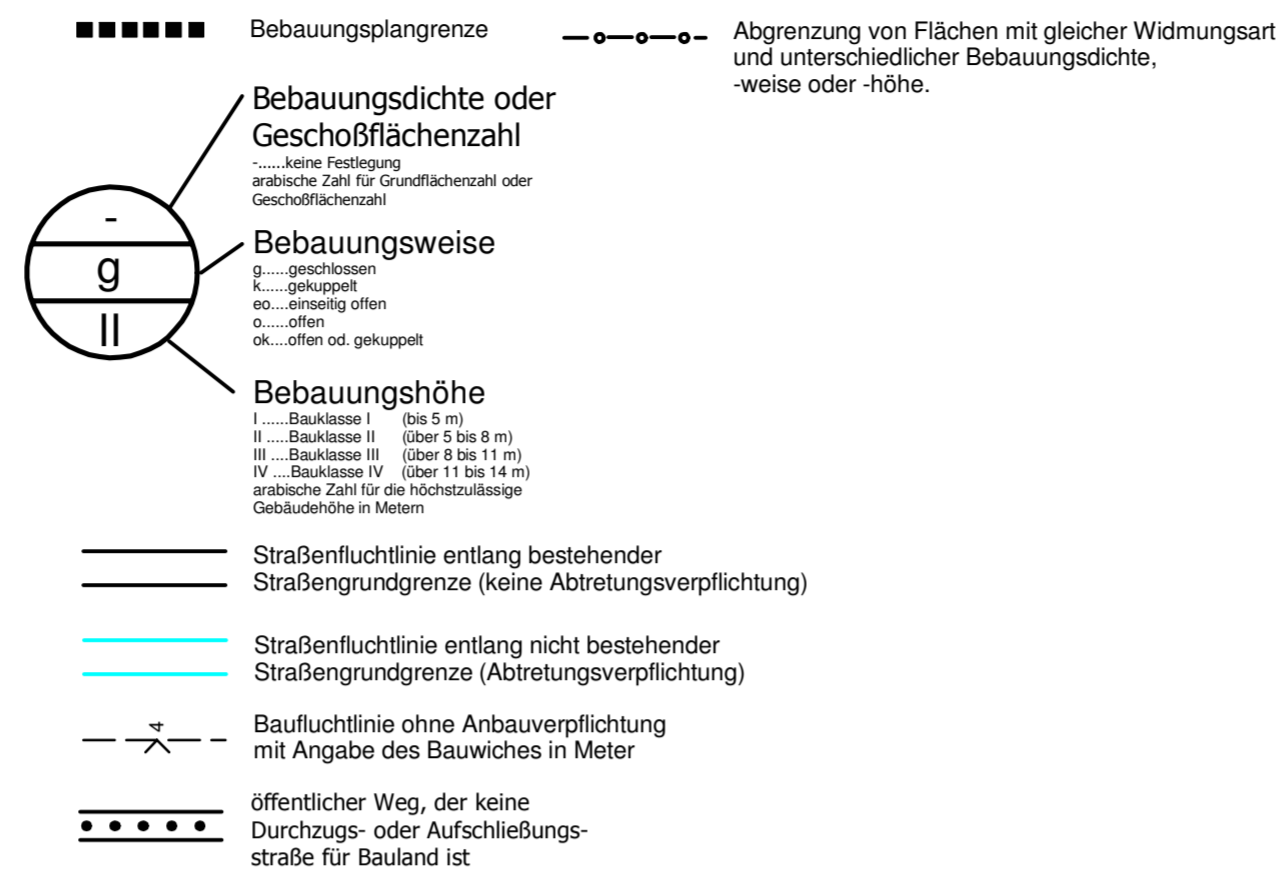 Bebauungsplangrenze
Abgrenzung von Flächen mit gleicher Widmungsart
und unterschiedlicher Bebauungsdichte,
-weise oder -höhe.
Bebauungsdichte oder
Geschoßflächenzahl
-......keine Festlegung
arabische Zahl für Grundflächenzahl oder
Geschoßflächenzahl
-
g
II
Bebauungsweise
g......geschlossen
k......gekuppelt
eo....einseitig offen
o......offen
ok....offen od. gekuppelt
Bebauungshöhe
I ......Bauklasse I (bis 5 m)
II .....Bauklasse II (über 5 bis 8 m)
III ....Bauklasse III (über 8 bis 11 m)
IV ....Bauklasse IV (über 11 bis 14 m)
arabische Zahl für die höchstzulässige
Gebäudehöhe in Metern
Straßenfluchtlinie entlang bestehender
Straßengrundgrenze (keine Abtretungsverpflichtung)
Straßenfluchtlinie entlang nicht bestehender
Straßengrundgrenze (Abtretungsverpflichtung)
4
Baufluchtlinie ohne Anbauverpflichtung
mit Angabe des Bauwiches in Meter
öffentlicher Weg, der keine
Durchzugs- oder Aufschließungs-
straße für Bauland ist